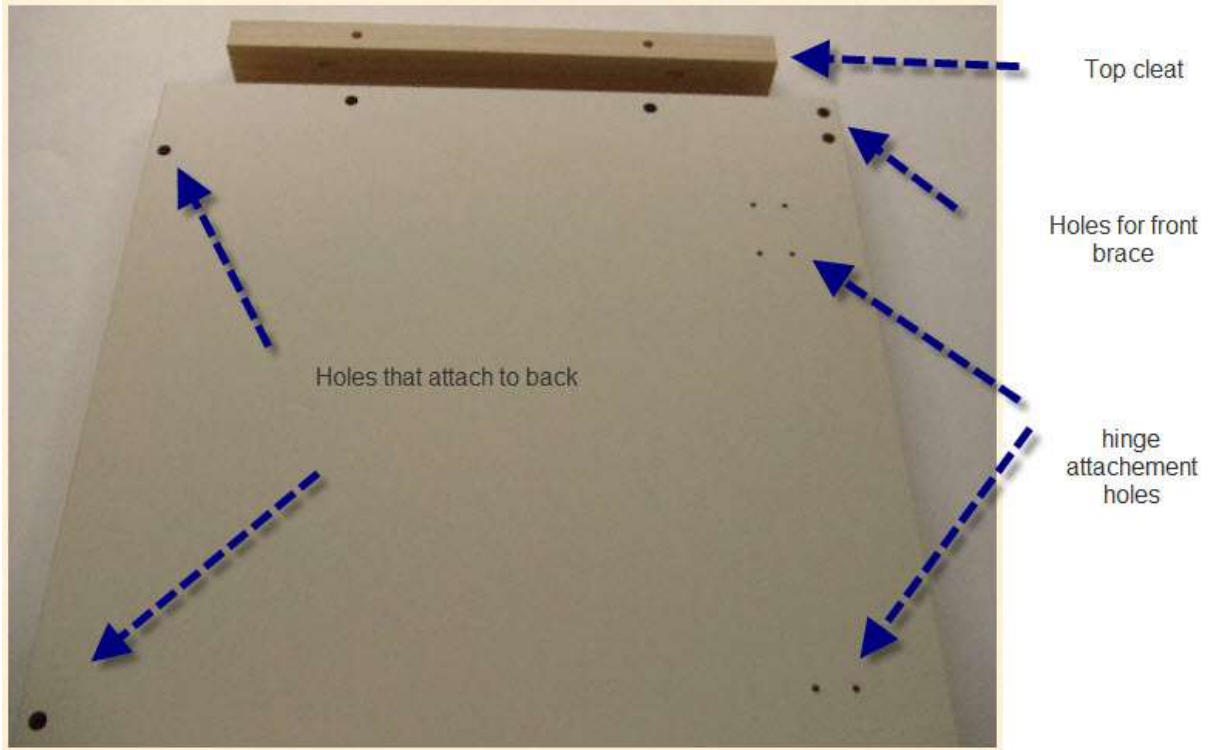 Top cleat
Holes for front
brace
Holes that attach to back
hinge
attachement
holes